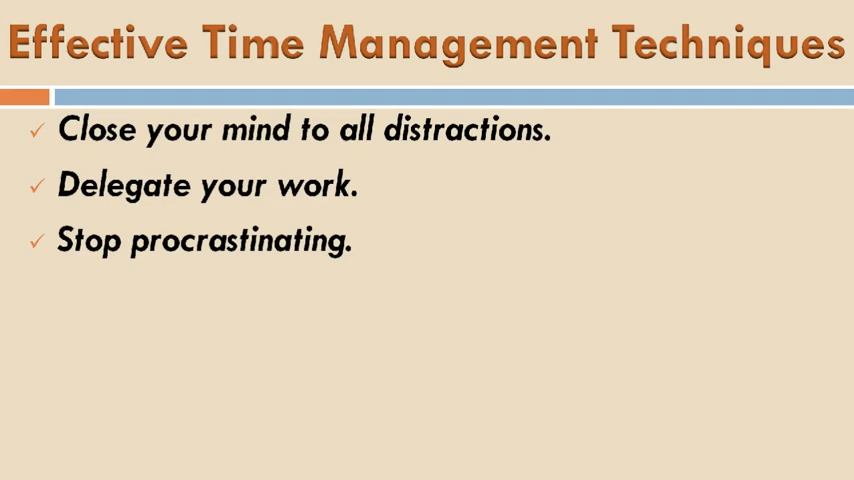 Effective Time Management Techniques
Close your mind to all distractions.
Delegate your work.
Stop procrastinating.